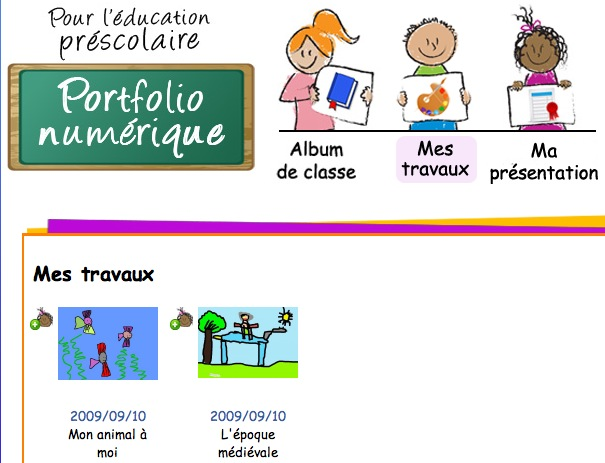 Pour l'éducation
préscolaire
Portfolio
numérique
Album
de classe
Mes
travaux
Ma
présentation
Mes travaux
2009/09/10
Mon animal à
moi
2009/09/10
L'époque
médiévale